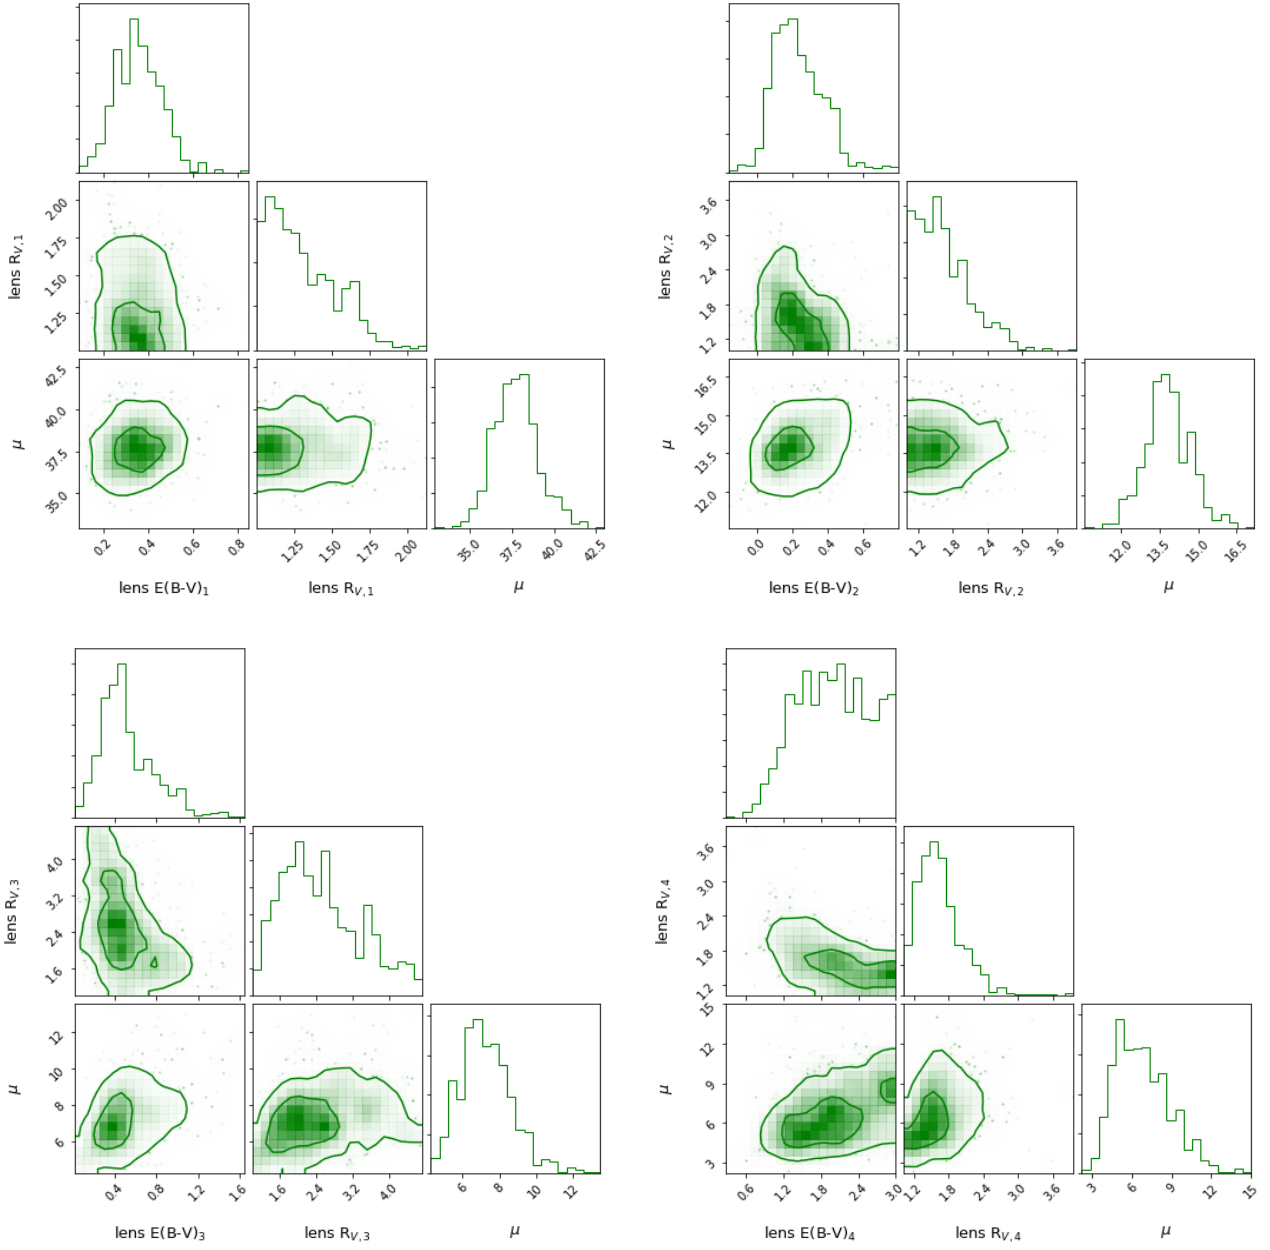 2.00
1.75
1.50
1.25
lens R_{V,1}
42.5
40.0
37.5
35.0
μ
0.2 0.4 0.6 0.8
1.25 1.50 1.75 2.00
35.0 37.5 40.0 42.5
lens E(B-V)_1
lens R_{V,1}
μ
3.6
3.0
2.4
1.8
1.2
lens R_{V,2}
16.5
15.0
13.5
12.0
μ
0.0 0.2 0.4 0.6
1.2 1.8 2.4 3.0 3.6
12.0 13.5 15.0 16.5
lens E(B-V)_2
lens R_{V,2}
μ
4.0
3.2
2.4
1.6
lens R_{V,3}
12
10
8
6
μ
0.4 0.8 1.2 1.6
1.6 2.4 3.2 4.0
6 8 10 12
lens E(B-V)_3
lens R_{V,3}
μ
3.6
3.0
2.4
1.8
1.2
lens R_{V,4}
15
12
9
6
3
μ
0.6 1.2 1.8 2.4 3.0
1.2 1.8 2.4 3.0 3.6
3 6 9 12 15
lens E(B-V)_4
lens R_{V,4}
μ